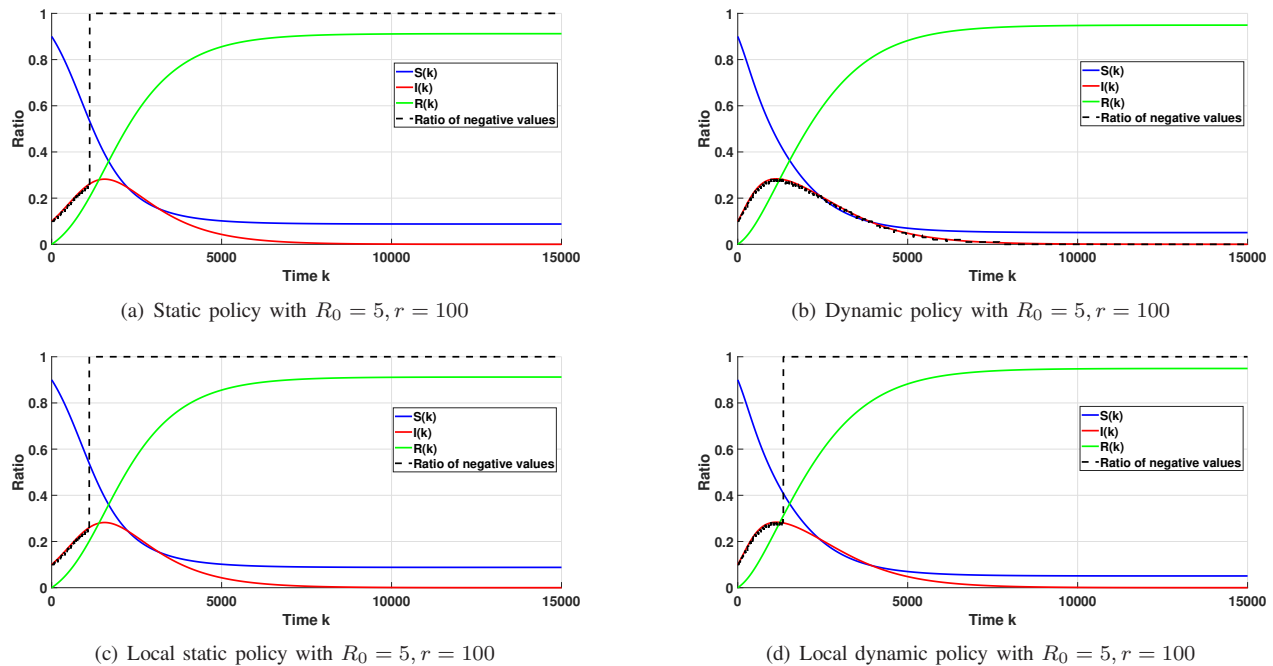 1
0.8
0.6
0.4
0.2
0
Ratio
0
5000
10000
15000
Time k
S(k)
I(k)
R(k)
Ratio of negative values
(a) Static policy with R₀ = 5, r = 100
1
0.8
0.6
0.4
0.2
0
Ratio
0
5000
10000
15000
Time k
S(k)
I(k)
R(k)
Ratio of negative values
(b) Dynamic policy with R₀ = 5, r = 100
1
0.8
0.6
0.4
0.2
0
Ratio
0
5000
10000
15000
Time k
S(k)
I(k)
R(k)
Ratio of negative values
(c) Local static policy with R₀ = 5, r = 100
1
0.8
0.6
0.4
0.2
0
Ratio
0
5000
10000
15000
Time k
S(k)
I(k)
R(k)
Ratio of negative values
(d) Local dynamic policy with R₀ = 5, r = 100